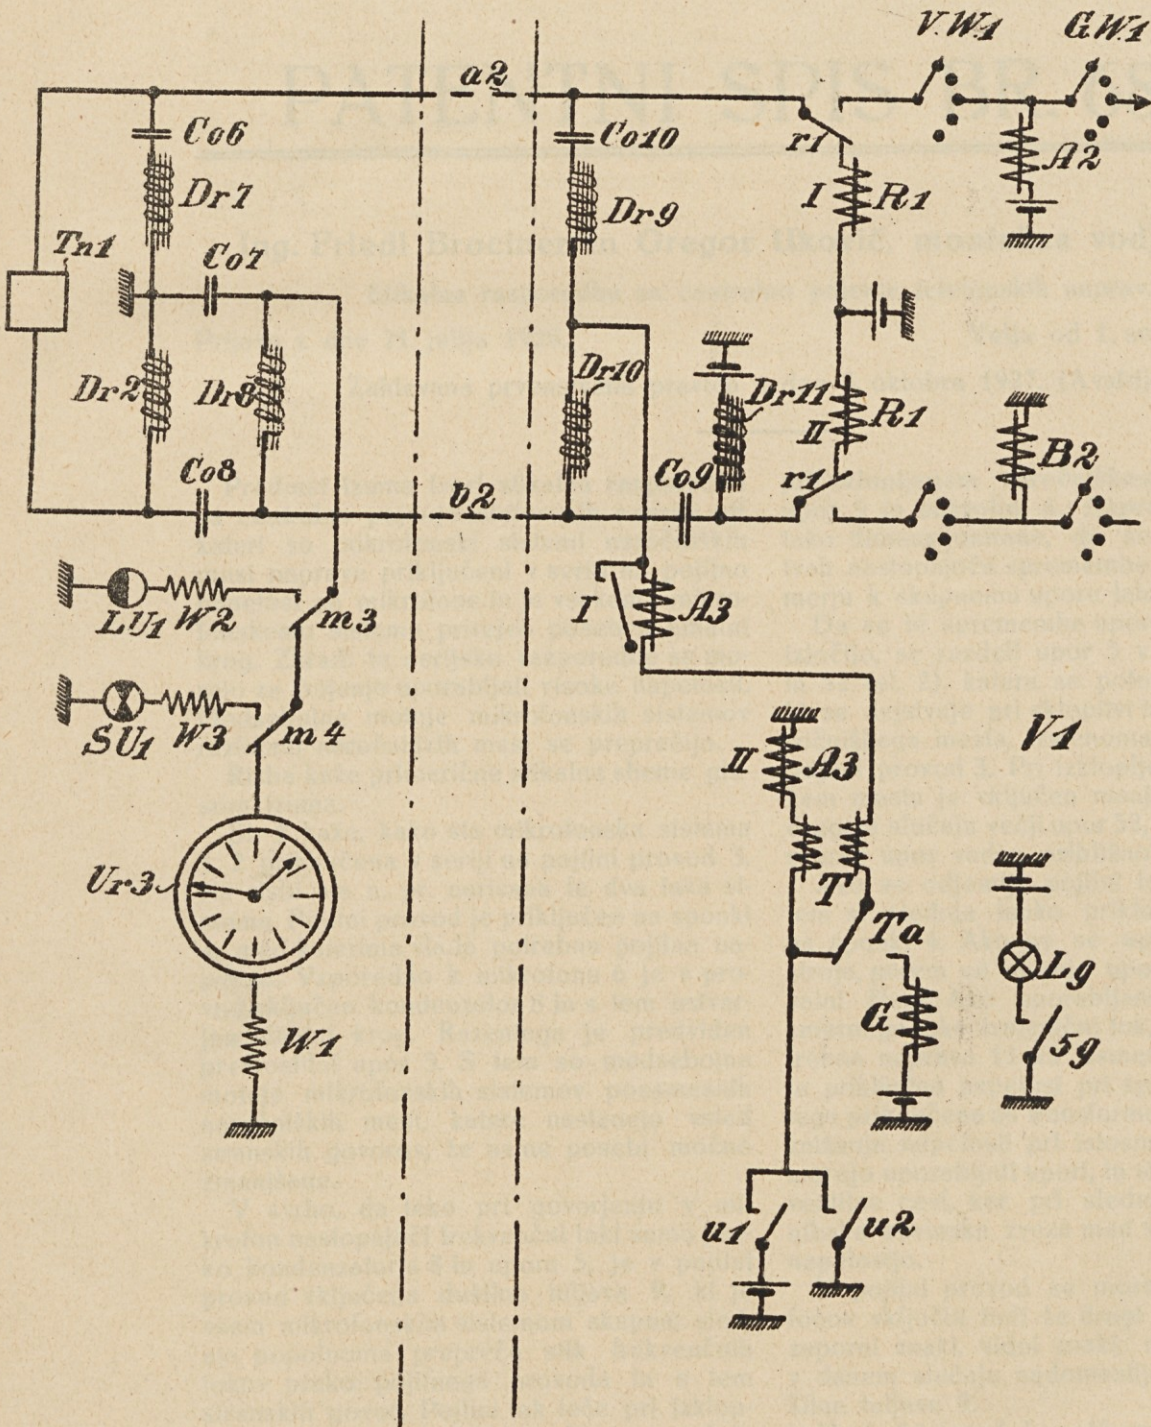 V.W1 G.W1
a2
Co6 Co10 r1 A2
Dr7 Dr9 I R1
Tn1 Co7
Dr2 Dr8 Dr10 Dr11 R1
II
Co8 Co9 r1 B2
b2
LU1 W2 m3 I A3
SU1 W3 m4 II A3 V1
Ur3 T Ta
Lg
G
W1 Sg
u1 u2